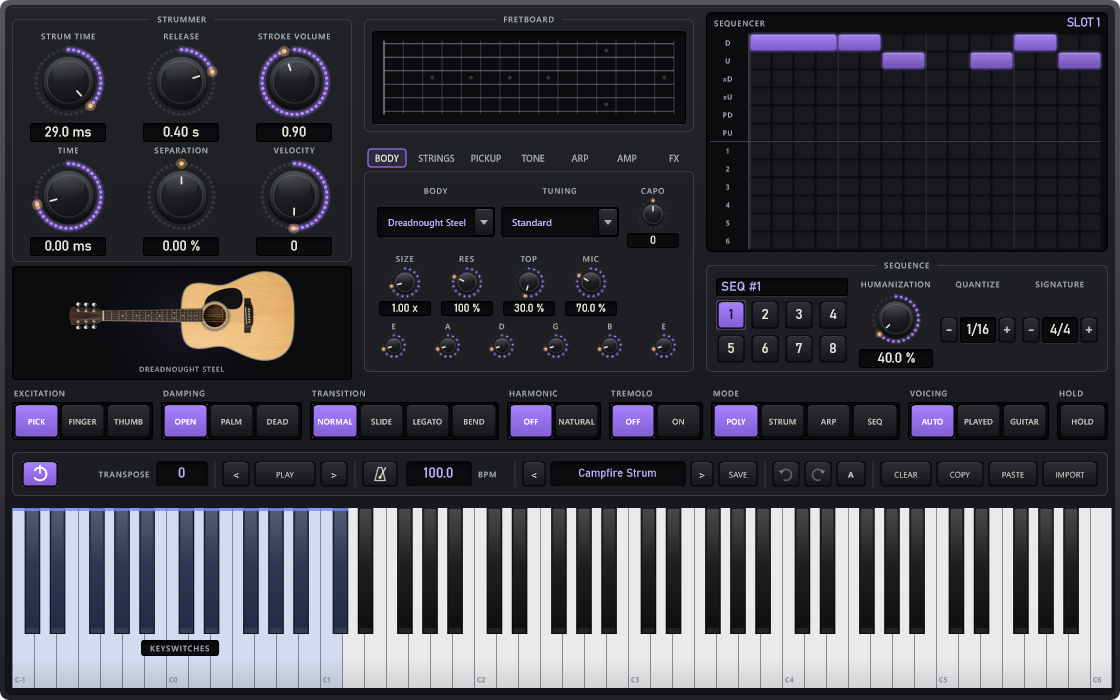 STRUMMER
STRUM TIME RELEASE STROKE VOLUME
29.0 ms 0.40 s 0.90
TIME SEPARATION VELOCITY
0.00 ms 0.00 % 0
DREADNOUGHT STEEL
FRETBOARD
BODY STRINGS PICKUP TONE ARP AMP FX
BODY TUNING CAPO
Dreadnought Steel Standard
0
SIZE RES TOP MIC
1.00 x 100 % 30.0 % 70.0 %
E A D G B E
SEQUENCER SLOT 1
D
U
xD
xU
PD
PU
1
2
3
4
5
6
SEQUENCE
SEQ #1 HUMANIZATION QUANTIZE SIGNATURE
1 2 3 4
- 1/16 + - 4/4 +
5 6 7 8
40.0 %
EXCITATION DAMPING TRANSITION HARMONIC TREMOLO MODE VOICING HOLD
PICK FINGER THUMB OPEN PALM DEAD NORMAL SLIDE LEGATO BEND OFF NATURAL OFF ON POLY STRUM ARP SEQ AUTO PLAYED GUITAR HOLD
TRANSPOSE 0 < PLAY > 100.0 BPM < Campfire Strum > SAVE A CLEAR COPY PASTE IMPORT
KEYSWITCHES
C-1 C0 C1 C2 C3 C4 C5 C6